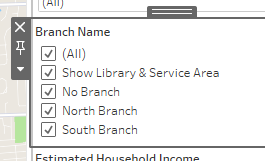 (All)
Branch Name
(All)
Show Library & Service Area
No Branch
North Branch
South Branch
Estimated Household Income